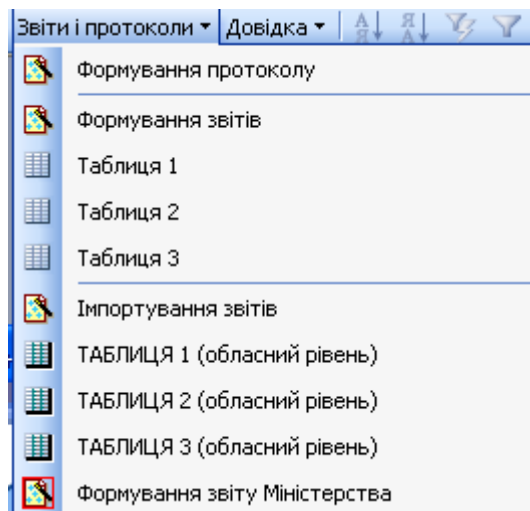 Звіти і протоколи Довідка
Формування протоколу
Формування звітів
Таблиця 1
Таблиця 2
Таблиця 3
Імпортування звітів
ТАБЛИЦЯ 1 (обласний рівень)
ТАБЛИЦЯ 2 (обласний рівень)
ТАБЛИЦЯ 3 (обласний рівень)
Формування звіту Міністерства